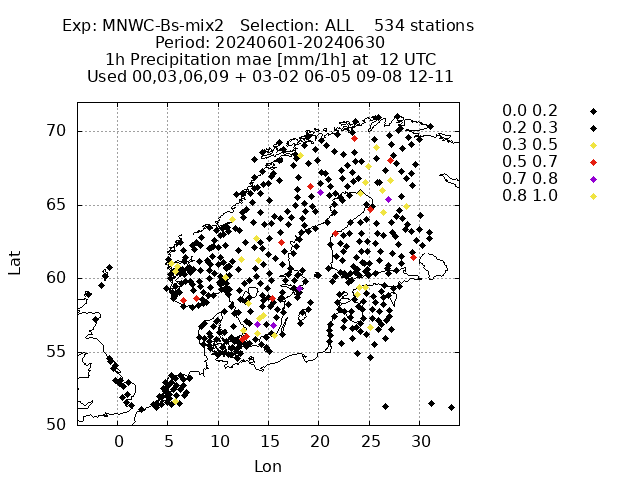 Exp: MNWC-Bs-mix2 Selection: ALL 534 stations
Period: 20240601-20240630
1h Precipitation mae [mm/1h] at 12 UTC
Used 00,03,06,09 + 03-02 06-05 09-08 12-11
0.0 0.2
0.2 0.3
0.3 0.5
0.5 0.7
0.7 0.8
0.8 1.0
70
65
60
55
50
Lat
0 5 10 15 20 25 30
Lon